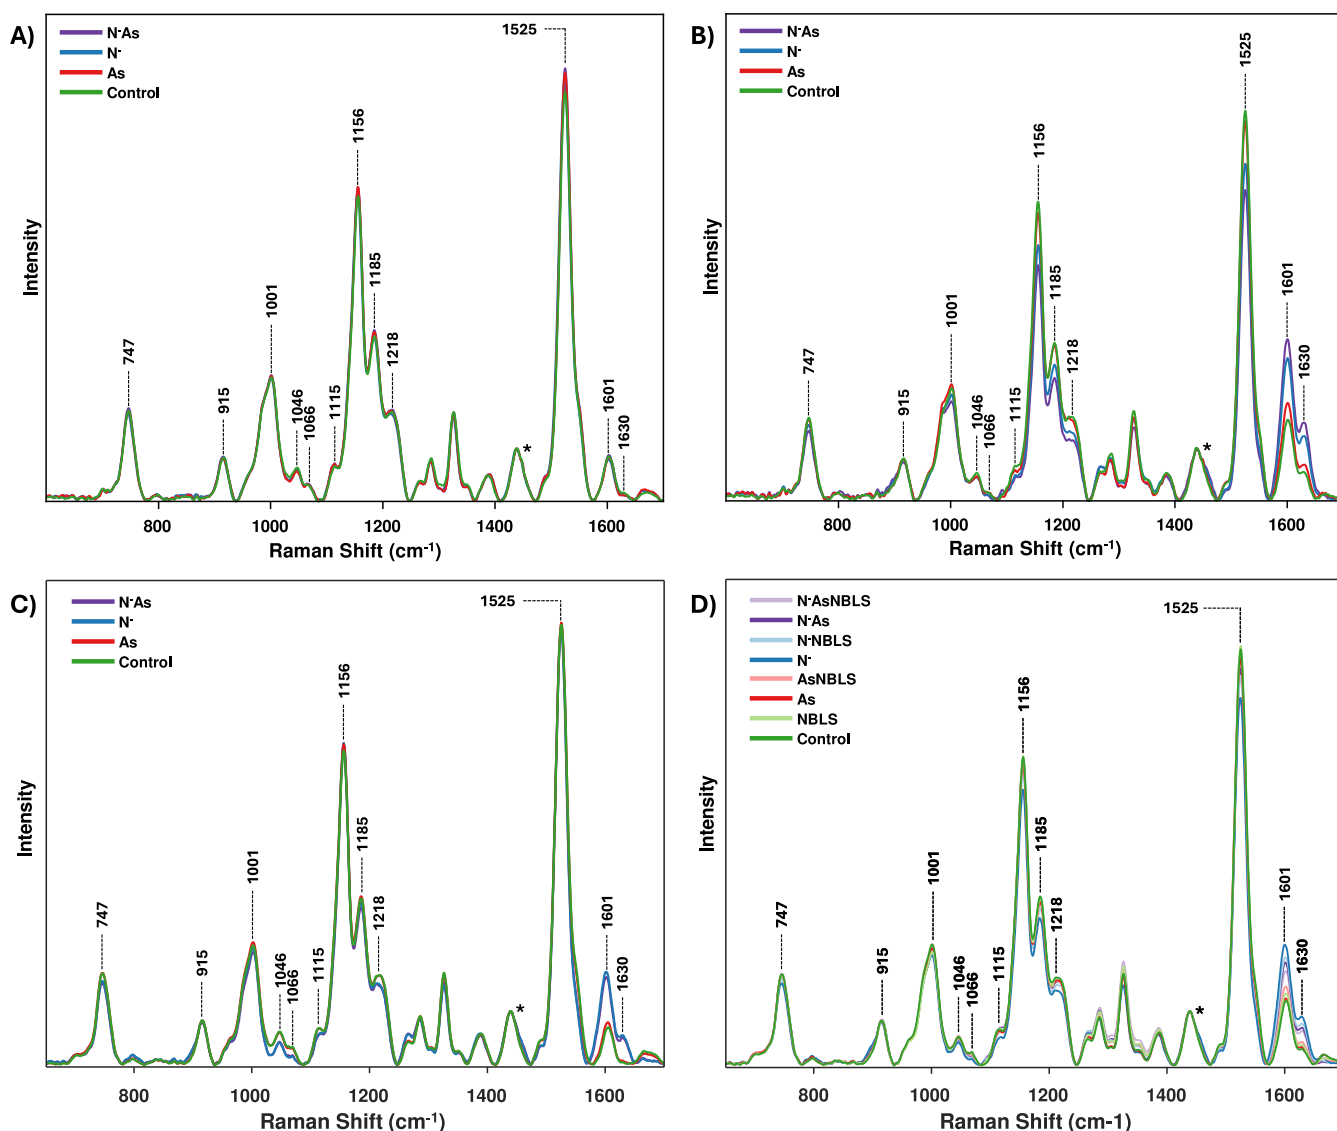 A)
N-As
N-
As
Control
1525
1156
1185
1001
1218
747
915
1046
1066
1115
1601
1630
*
Intensity
800 1000 1200 1400 1600
Raman Shift (cm-1)
B)
N-As
N-
As
Control
1525
1156
1185
1001
1218
747
915
1046
1066
1115
1601
1630
*
Intensity
800 1000 1200 1400 1600
Raman Shift (cm-1)
C)
N-As
N-
As
Control
1525
1156
1185
1001
1218
747
915
1046
1066
1115
1601
1630
*
Intensity
800 1000 1200 1400 1600
Raman Shift (cm-1)
D)
N-AsNBLS
N-As
N-NBLS
N-
AsNBLS
As
NBLS
Control
1525
1156
1185
1001
1218
747
915
1046
1066
1115
1601
1630
*
Intensity
800 1000 1200 1400 1600
Raman Shift (cm-1)